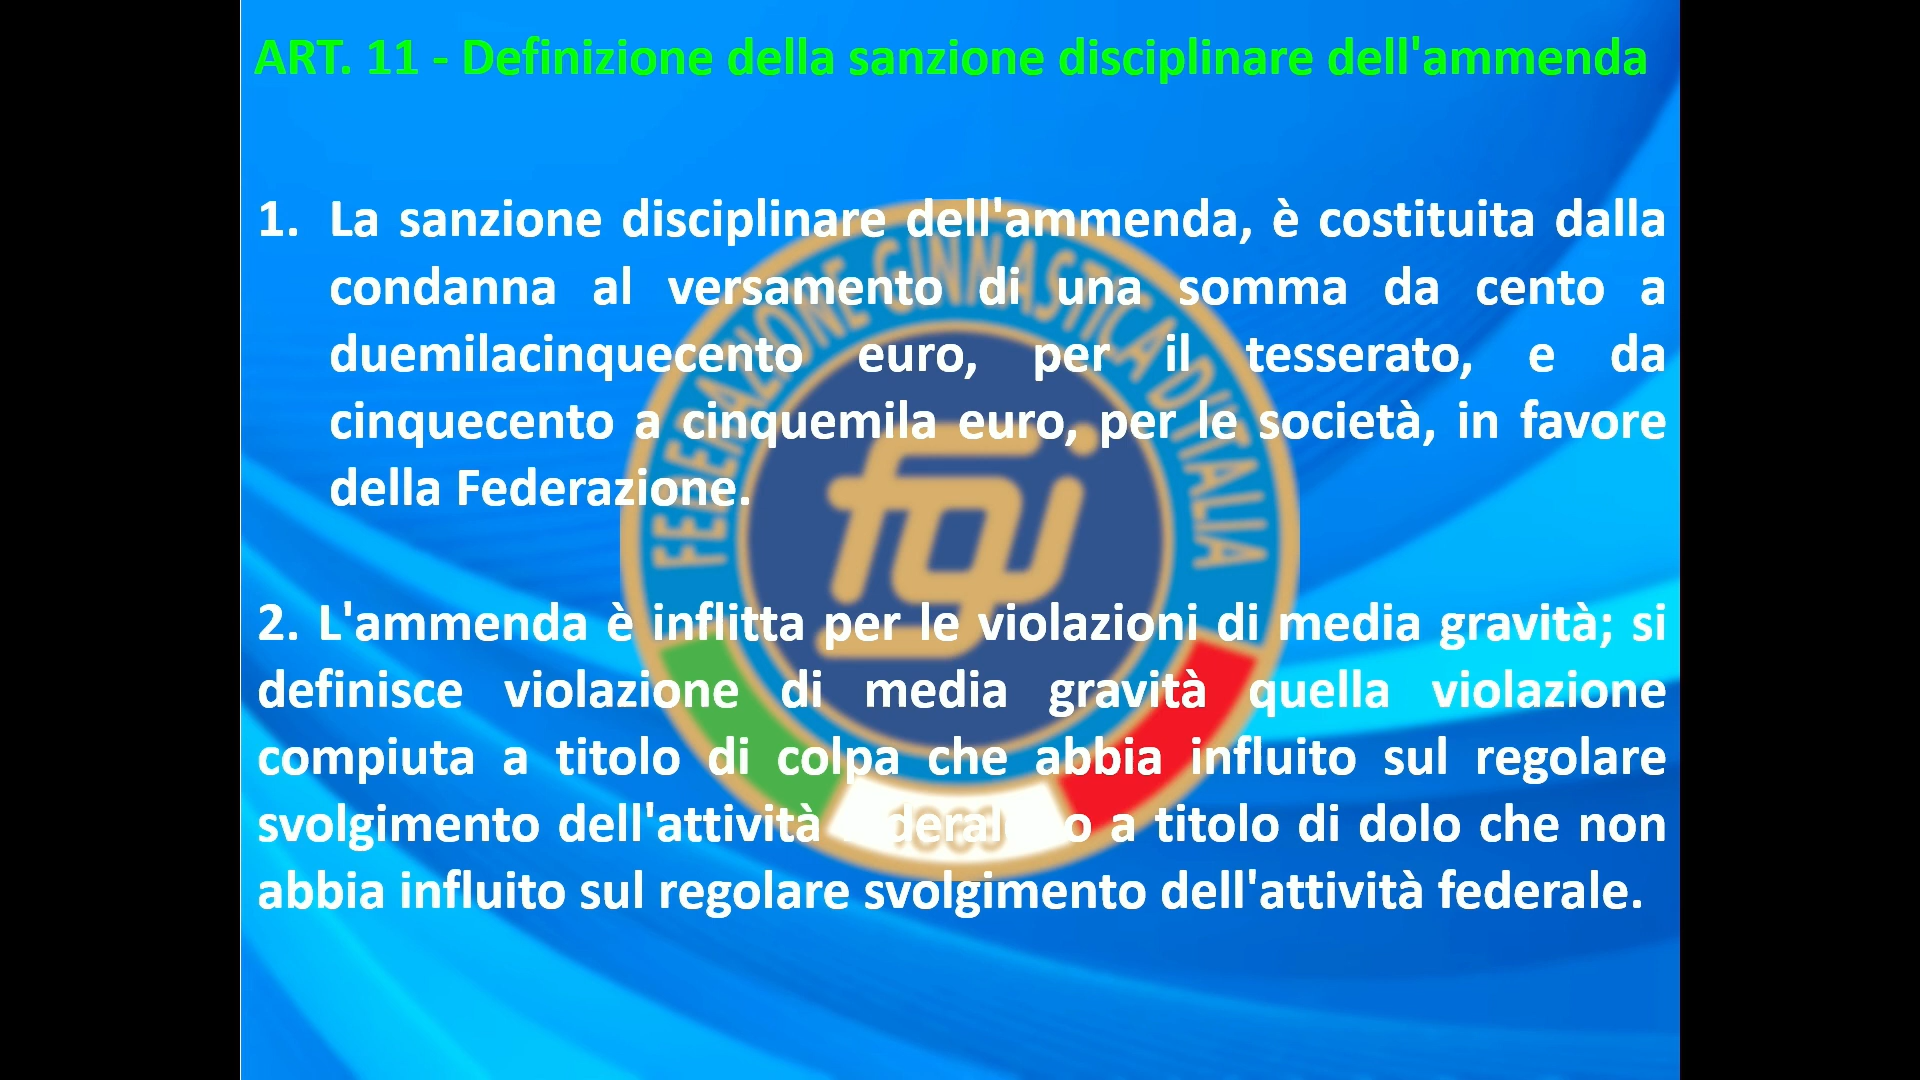 ART. 11 - Definizione della sanzione disciplinare dell'ammenda
1. La sanzione disciplinare dell'ammenda, è costituita dalla
condanna al versamento di una somma da cento a
duemilacinquecento euro, per il tesserato, e da
cinquecento a cinquemila euro, per le società, in favore
della Federazione.
2. L'ammenda è inflitta per le violazioni di media gravità; si
definisce violazione di media gravità quella violazione
compiuta a titolo di colpa che abbia influito sul regolare
svolgimento dell'attività o a titolo di dolo che non
abbia influito sul regolare svolgimento dell'attività federale.
FEDERAZIONE GINNASTICA D'ITALIA
fgi